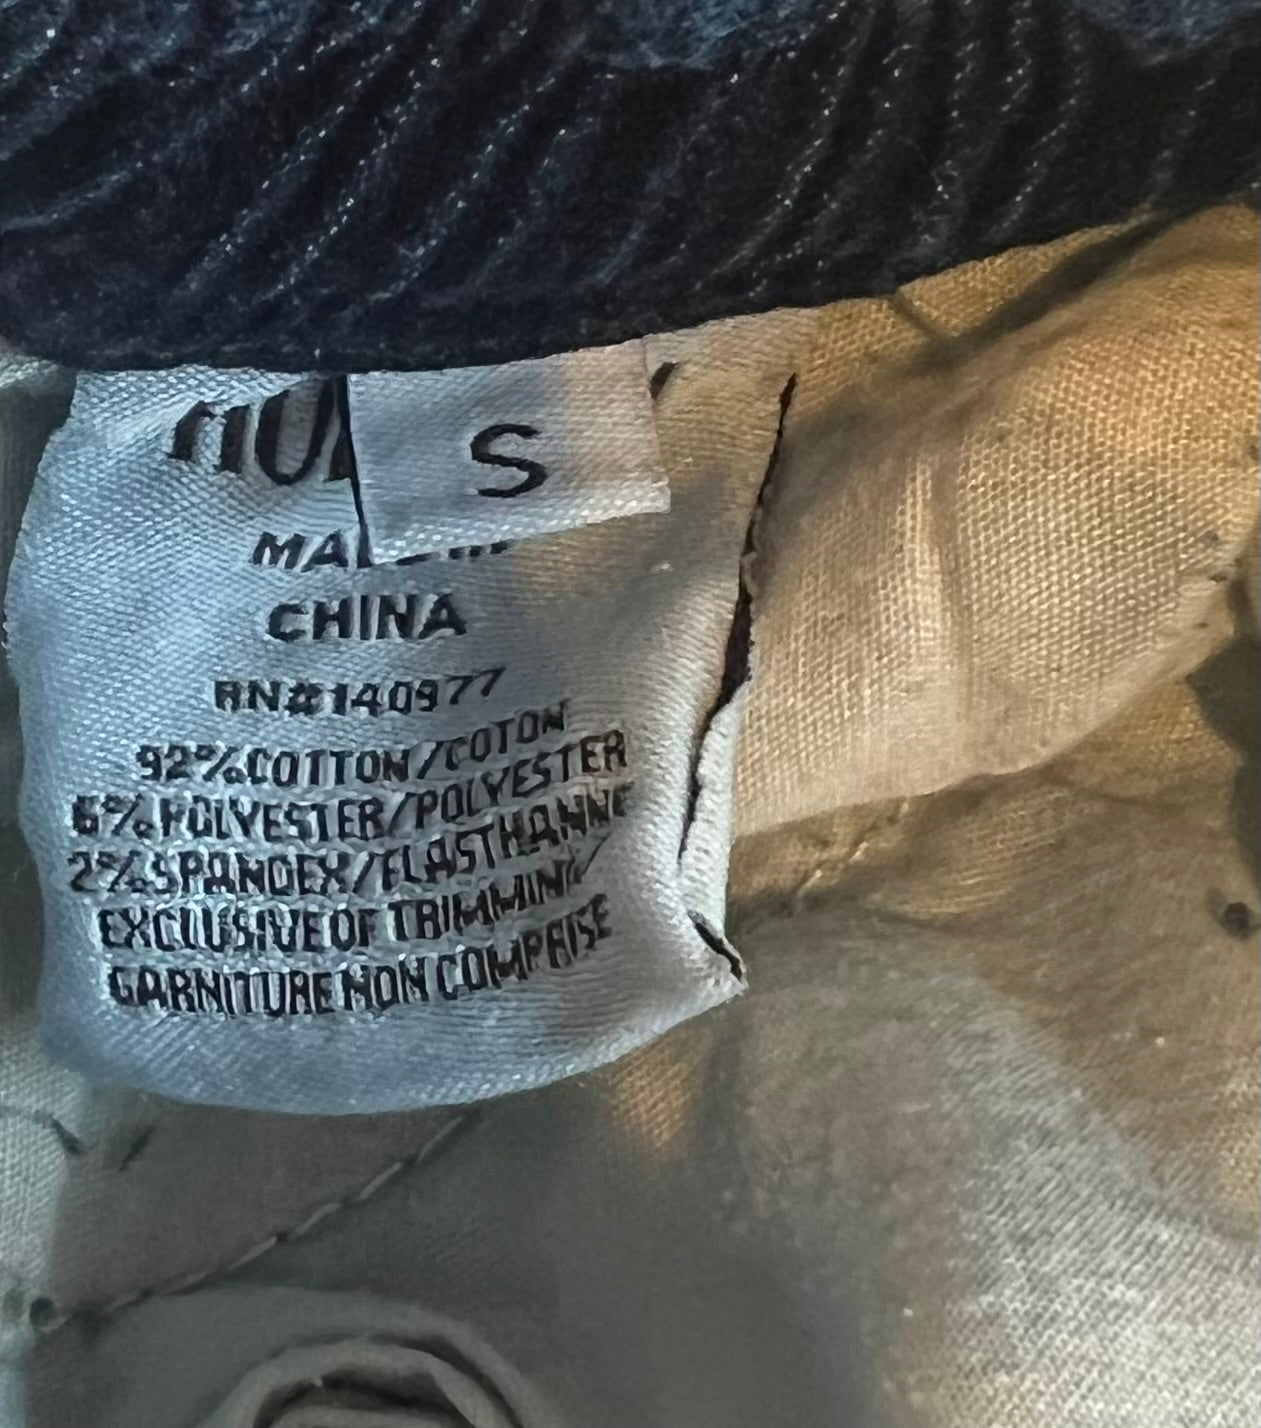 S
CHINA
RN#140977
92%COTTON/COTON
6%POLYESTER/POLYESTER
2%SPANDEX/ELASTHANNE
EXCLUSIVE OF TRIMMING/
GARNITURE NON COMPRISE